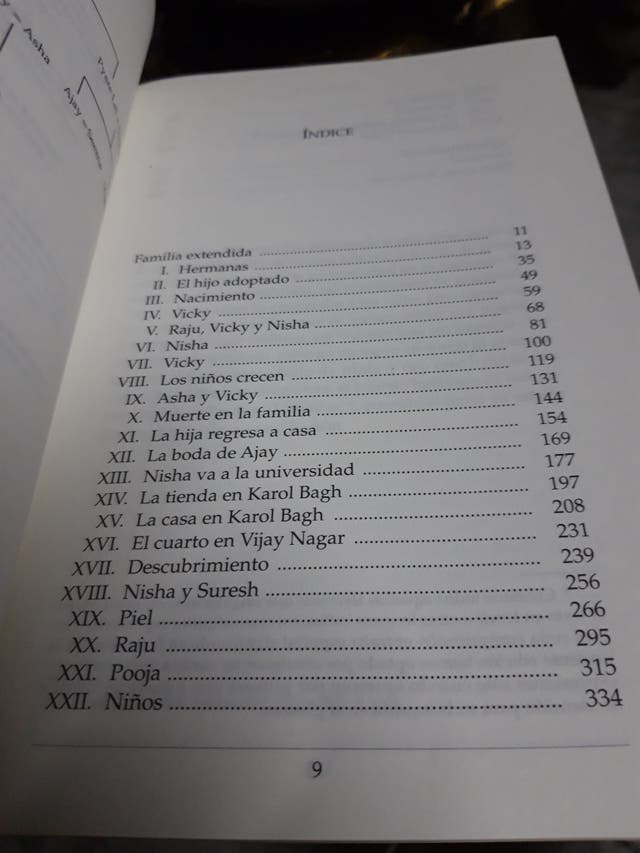 Asha
Ajay =
ÍNDICE
Familia extendida ........ 11
I. Hermanas ........ 13
II. El hijo adoptado ........ 35
III. Nacimiento ........ 49
IV. Vicky ........ 59
V. Raju, Vicky y Nisha ........ 68
VI. Nisha ........ 81
VII. Vicky ........ 100
VIII. Los niños crecen ........ 119
IX. Asha y Vicky ........ 131
X. Muerte en la familia ........ 144
XI. La hija regresa a casa ........ 154
XII. La boda de Ajay ........ 169
XIII. Nisha va a la universidad ........ 177
XIV. La tienda en Karol Bagh ........ 197
XV. La casa en Karol Bagh ........ 208
XVI. El cuarto en Vijay Nagar ........ 231
XVII. Descubrimiento ........ 239
XVIII. Nisha y Suresh ........ 256
XIX. Piel ........ 266
XX. Raju ........ 295
XXI. Pooja ........ 315
XXII. Niños ........ 334
9